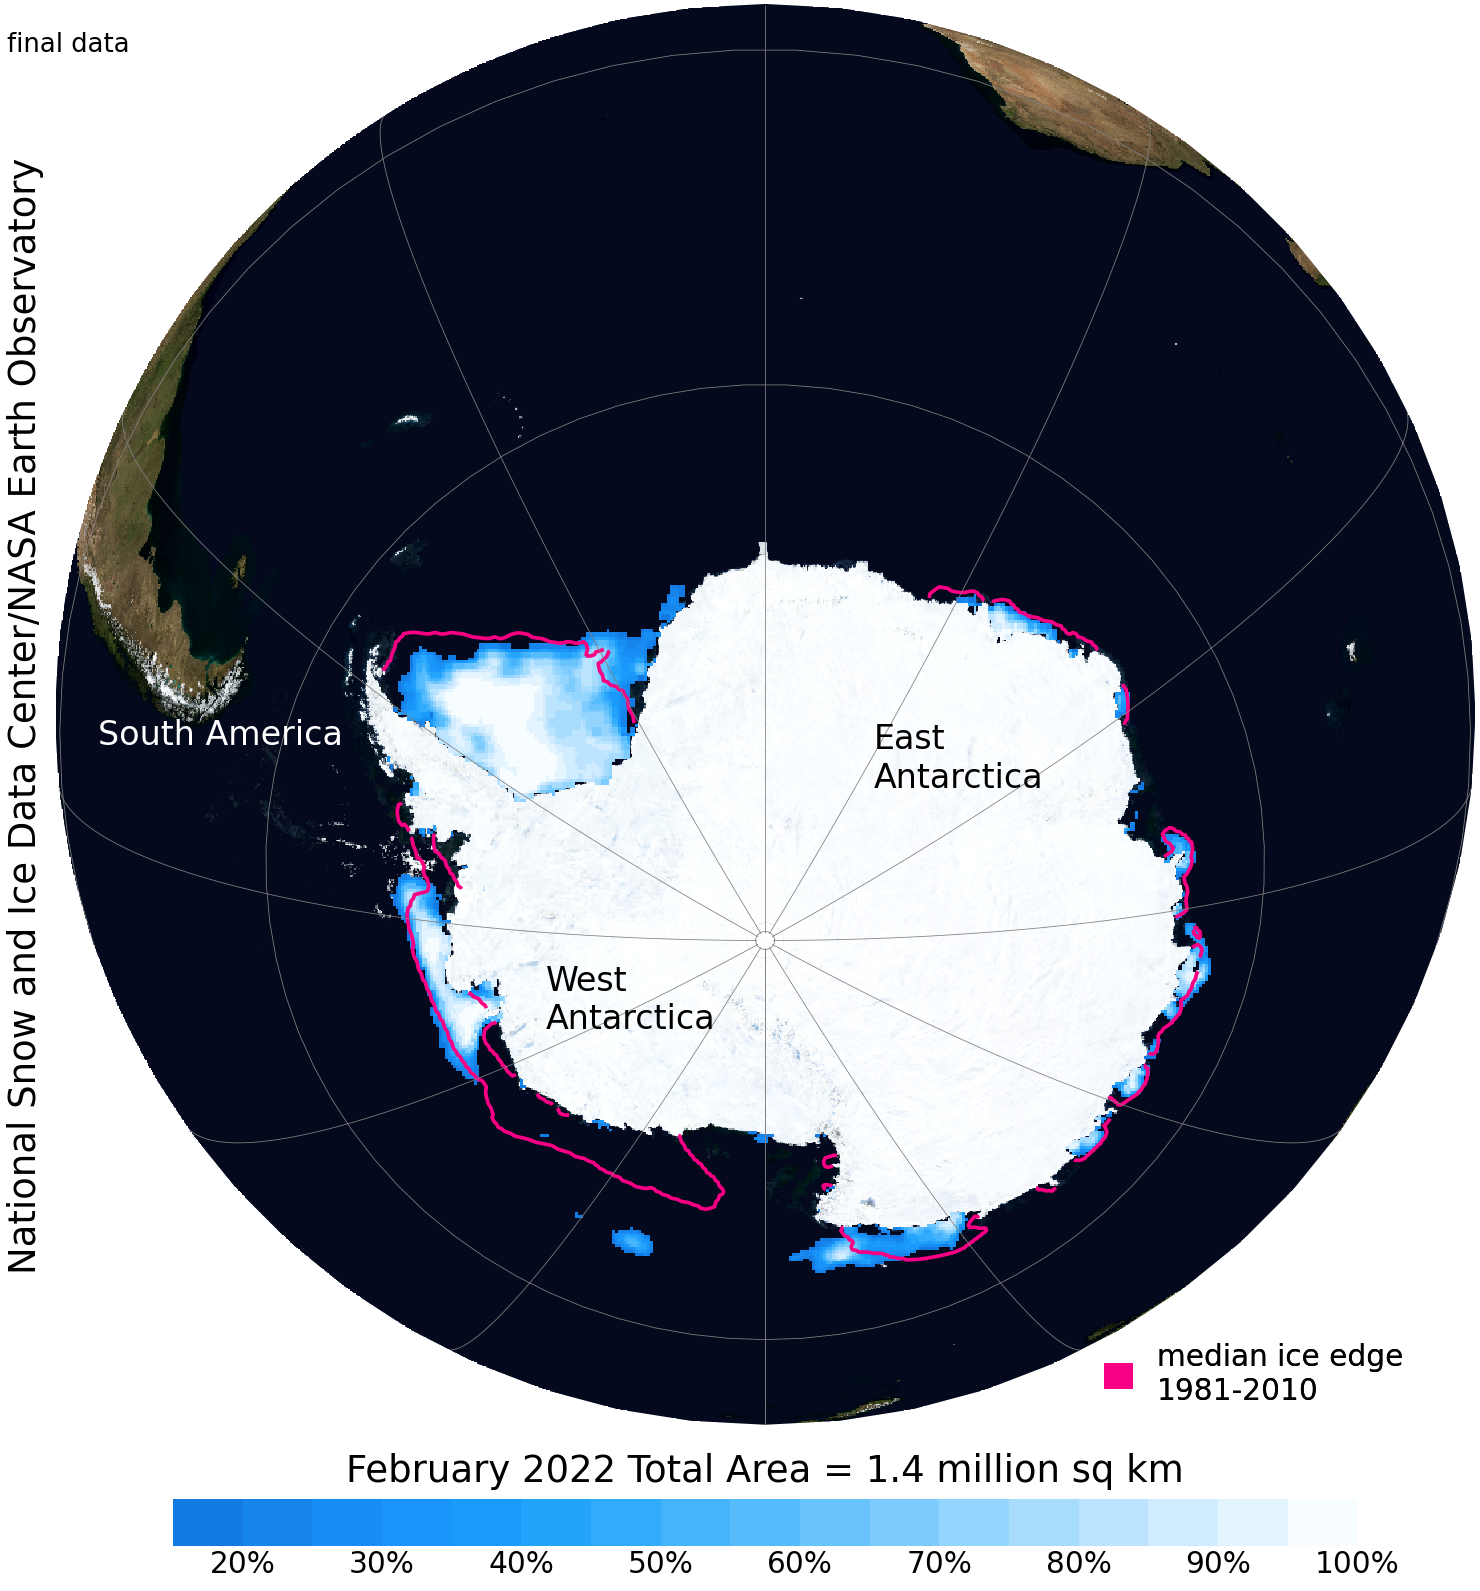 final data
National Snow and Ice Data Center/NASA Earth Observatory
South America
East
Antarctica
West
Antarctica
median ice edge
1981-2010
February 2022 Total Area = 1.4 million sq km
20% 30% 40% 50% 60% 70% 80% 90% 100%